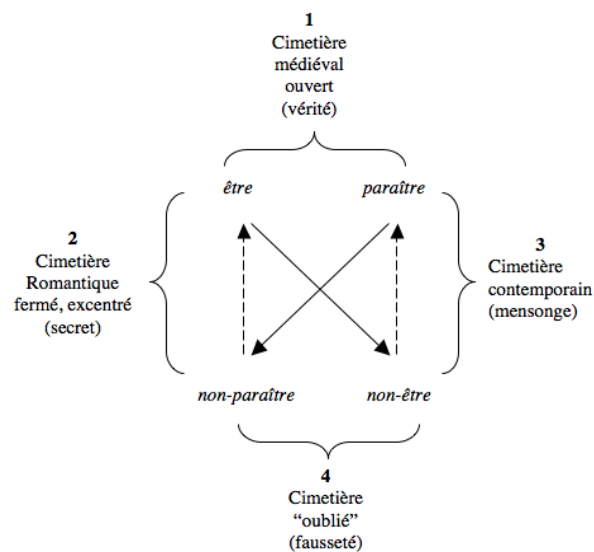 1
Cimetière
médiéval
ouvert
(vérité)
être
paraître
2
Cimetière
Romantique
fermé, excentré
(secret)
3
Cimetière
contemporain
(mensonge)
non-paraître
non-être
4
Cimetière
“oublié”
(fausseté)